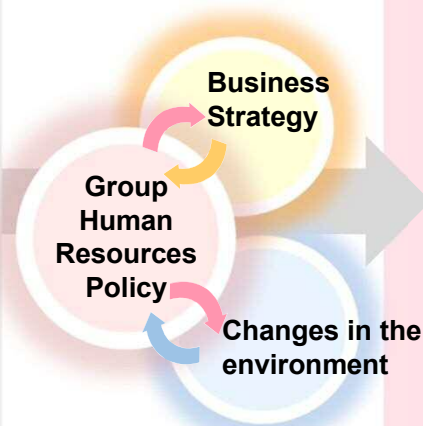 Business
Strategy
Group
Human
Resources
Policy
Changes in the
environment